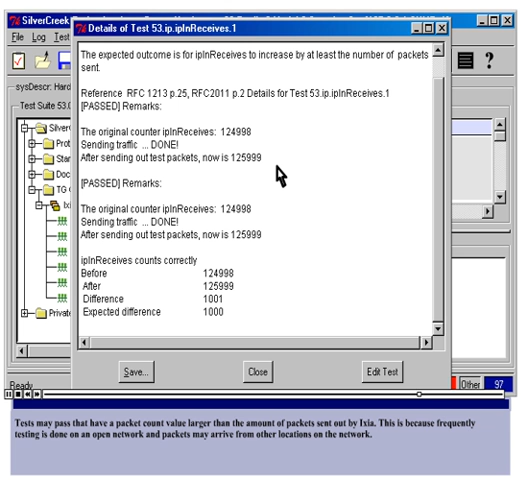 SilverCreek
Details of Test 53.ip.ipInReceives.1
File Log Test
The expected outcome is for ipInReceives to increase by at least the number of packets
sent.
sysDescr: Hard
Reference RFC 1213 p.25, RFC2011 p.2 Details for Test 53.ip.ipInReceives.1
Test Suite 53.0
[PASSED] Remarks:
Silver
The original counter ipInReceives: 124998
Prot
Sending traffic ... DONE!
Star
After sending out test packets, now is 125999
Doc
TG
[PASSED] Remarks:
Ixi
The original counter ipInReceives: 124998
Sending traffic ... DONE!
After sending out test packets, now is 125999
ipInReceives counts correctly
Before 124998
After 125999
Difference 1001
Expected difference 1000
Private
Save... Close Edit Test
Ready
Other 97
Tests may pass that have a packet count value larger than the amount of packets sent out by Ixia. This is because frequently
testing is done on an open network and packets may arrive from other locations on the network.